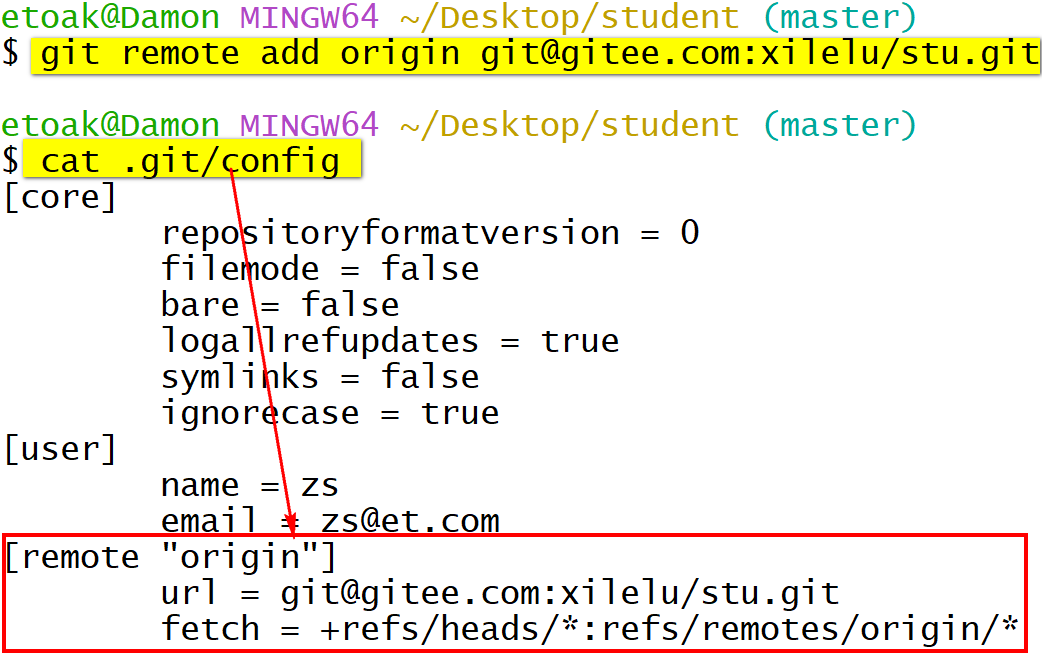 etoak@Damon MINGW64 ~/Desktop/student (master)
$ git remote add origin git@gitee.com:xilelu/stu.git
etoak@Damon MINGW64 ~/Desktop/student (master)
$ cat .git/config
[core]
repositoryformatversion = 0
filemode = false
bare = false
logallrefupdates = true
symlinks = false
ignorecase = true
[user]
name = zs
email = zs@et.com
[remote "origin"]
url = git@gitee.com:xilelu/stu.git
fetch = +refs/heads/*:refs/remotes/origin/*